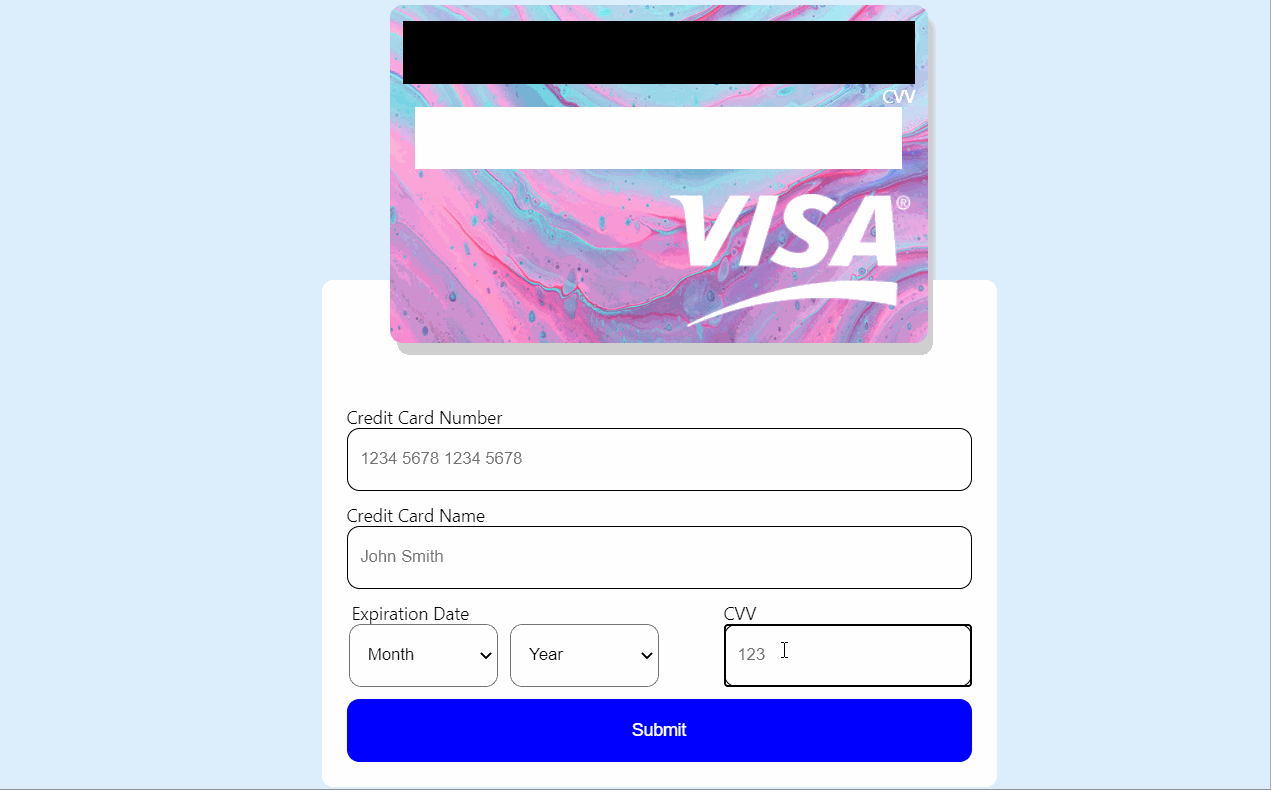 CVV
VISA®
Credit Card Number
1234 5678 1234 5678
Credit Card Name
John Smith
Expiration Date CVV
Month Year 123
Submit